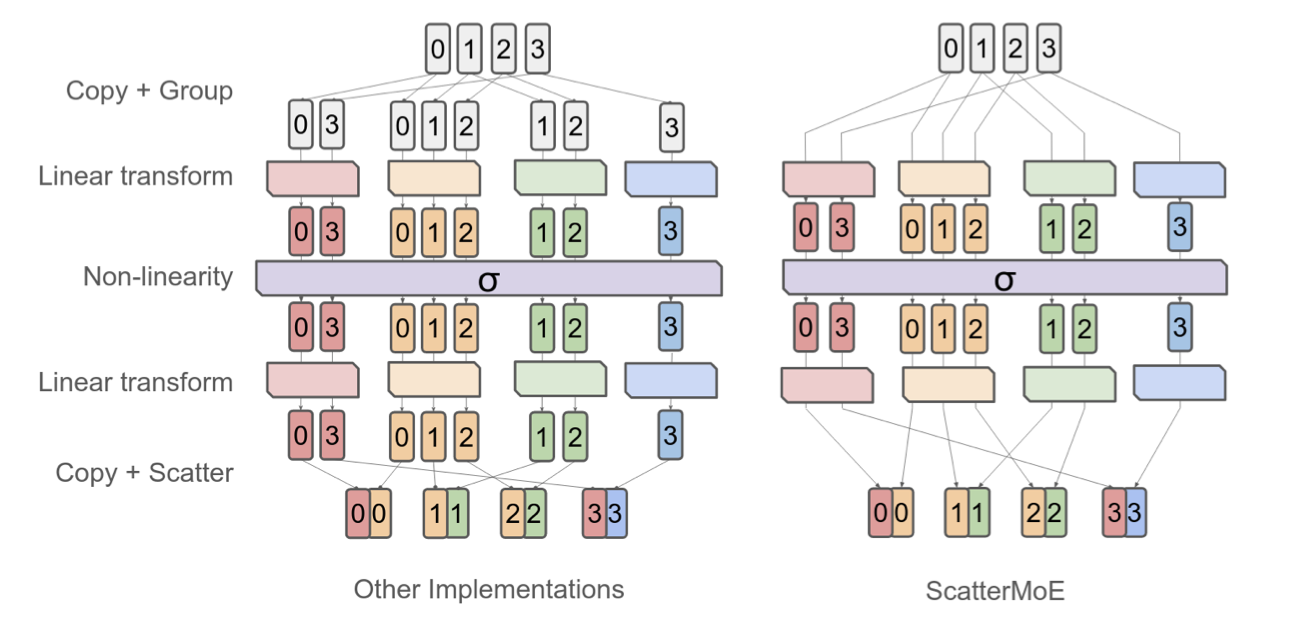 0 1 2 3 0 1 2 3
Copy + Group
0 3 0 1 2 1 2 3
Linear transform
0 3 0 1 2 1 2 3 0 3 0 1 2 1 2 3
Non-linearity σ σ
0 3 0 1 2 1 2 3 0 3 0 1 2 1 2 3
Linear transform
0 3 0 1 2 1 2 3
Copy + Scatter
0 0 1 1 2 2 3 3 0 0 1 1 2 2 3 3
Other Implementations ScatterMoE